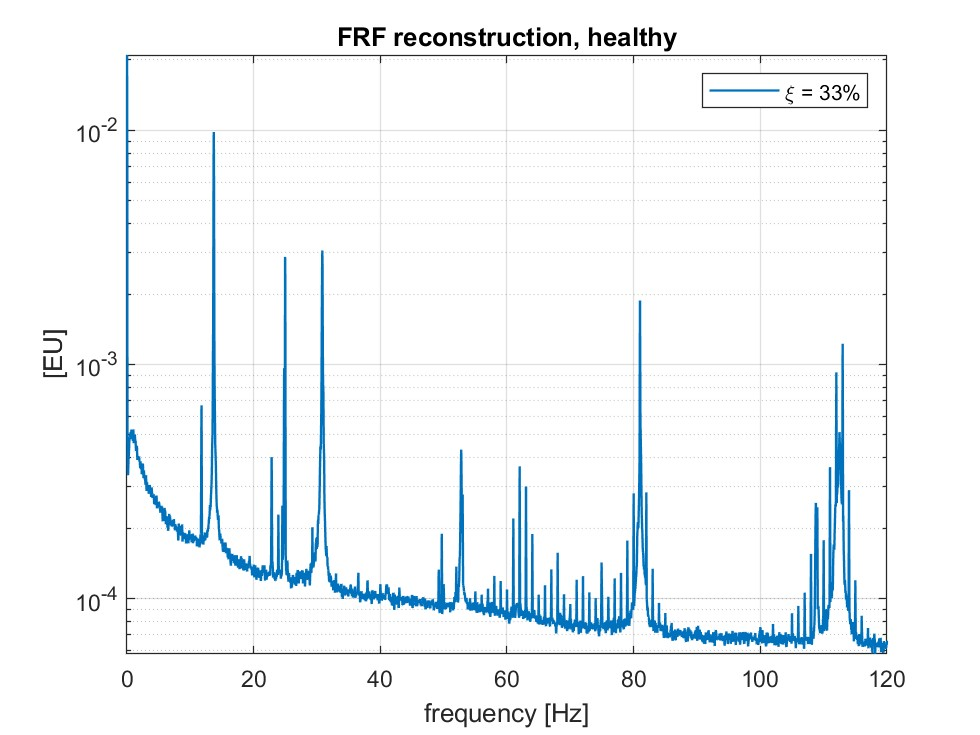 FRF reconstruction, healthy
ξ = 33%
[EU]
10⁻²
10⁻³
10⁻⁴
0 20 40 60 80 100 120
frequency [Hz]